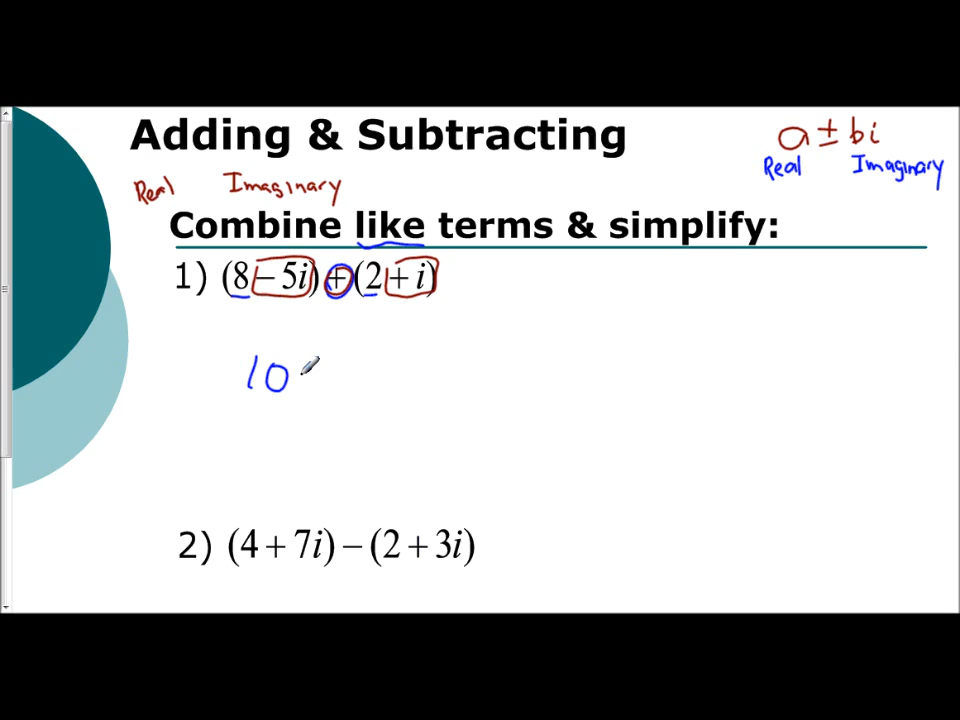 Adding & Subtracting
a ± bi
Real Imaginary
Real Imaginary
Combine like terms & simplify:
1) (8 − 5i) + (2 + i)
10
2) (4 + 7i) − (2 + 3i)